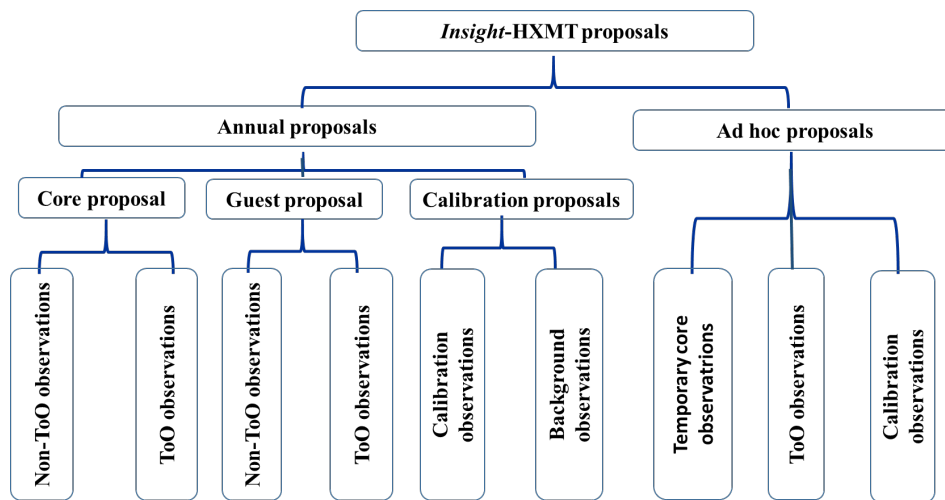 Insight-HXMT proposals
Annual proposals
Ad hoc proposals
Core proposal
Guest proposal
Calibration proposals
Non-ToO observations
ToO observations
Non-ToO observations
ToO observations
Calibration
observations
Background
observations
Temporary core
observatrions
ToO observations
Calibration
observations